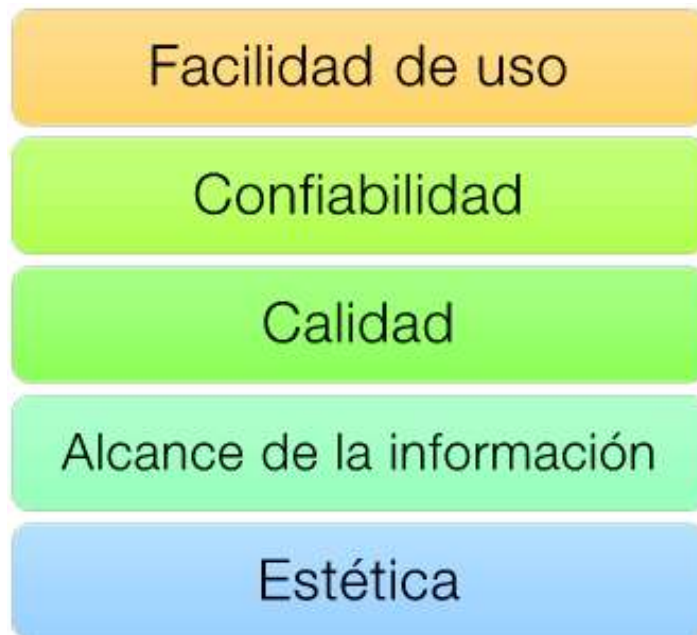 Facilidad de uso
Confiabilidad
Calidad
Alcance de la información
Estética